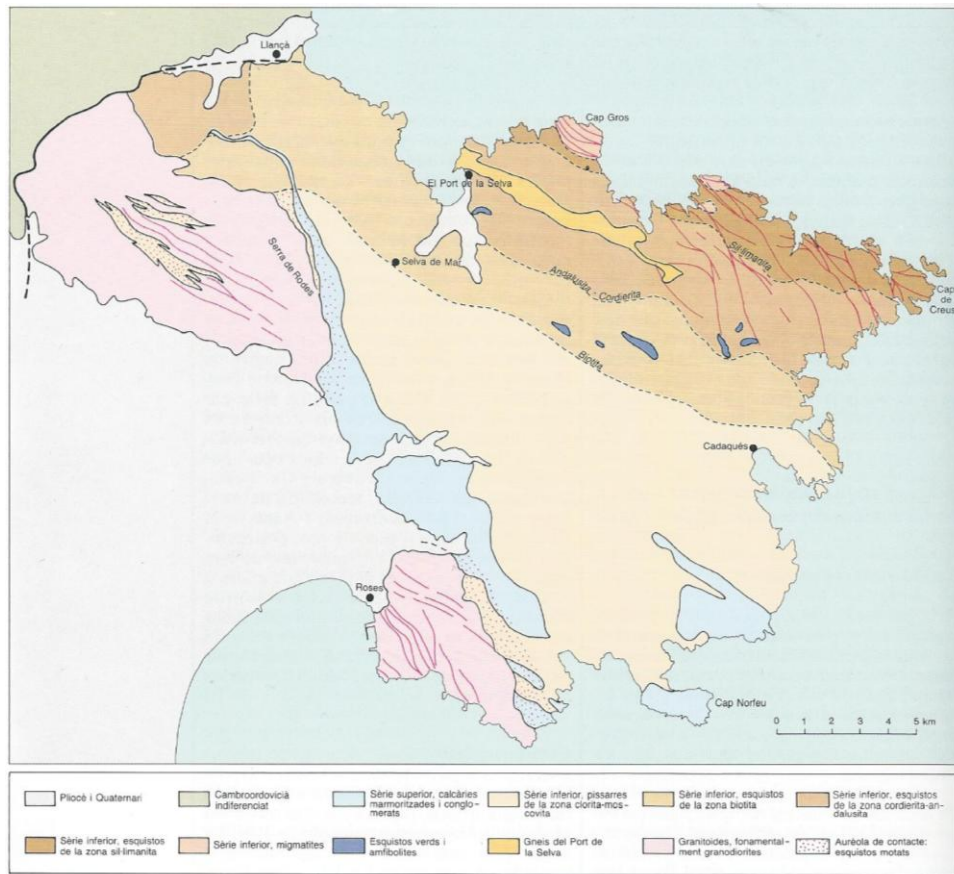 Llançà
Cap Gros
El Port de la Selva
Sil·limanita
Serra de Rodes
Selva de Mar
Andalusita - Cordierita
Cap
de
Creus
Biotita
Cadaqués
Roses
Cap Norfeu
0 1 2 3 4 5 km
Pliocè i Quaternari
Cambroordovicià
indiferenciat
Sèrie superior, calcàries
marmoritzades i conglo-
merats
Sèrie inferior, pissarres
de la zona clorita-mos-
covita
Sèrie inferior, esquistos
de la zona biotita
Sèrie inferior, esquistos
de la zona cordierita-an-
dalusita
Sèrie inferior, esquistos
de la zona sil·limanita
Sèrie inferior, migmatites
Esquistos verds i
amfibolites
Gneis del Port de
la Selva
Granitoides, fonamental-
ment granodiorites
Aurèola de contacte:
esquistos motats